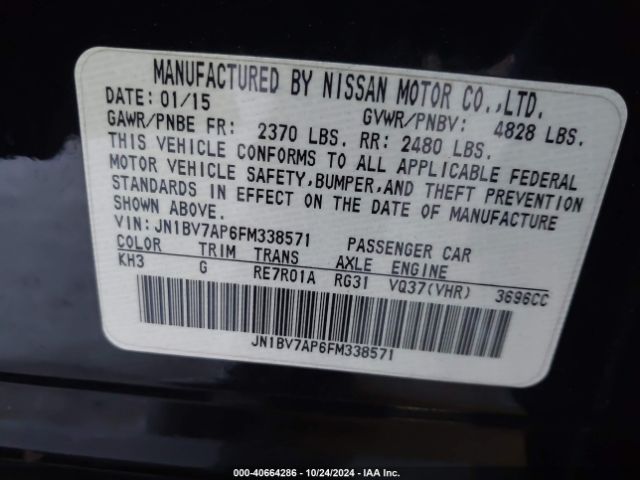 MANUFACTURED BY NISSAN MOTOR CO.,LTD.
DATE: 01/15 GVWR/PNBV: 4828 LBS.
GAWR/PNBE FR: 2370 LBS. RR: 2480 LBS.
THIS VEHICLE CONFORMS TO ALL APPLICABLE FEDERAL
MOTOR VEHICLE SAFETY,BUMPER,AND THEFT PREVENTION
STANDARDS IN EFFECT ON THE DATE OF MANUFACTURE
SHOWN ABOVE.
VIN:JN1BV7AP6FM338571 PASSENGER CAR
COLOR TRIM TRANS AXLE ENGINE
KH3 G RE7R01A RG31 VQ37(VHR) 3696CC
JN1BV7AP6FM338571
000-40664286 - 10/24/2024 - IAA Inc.